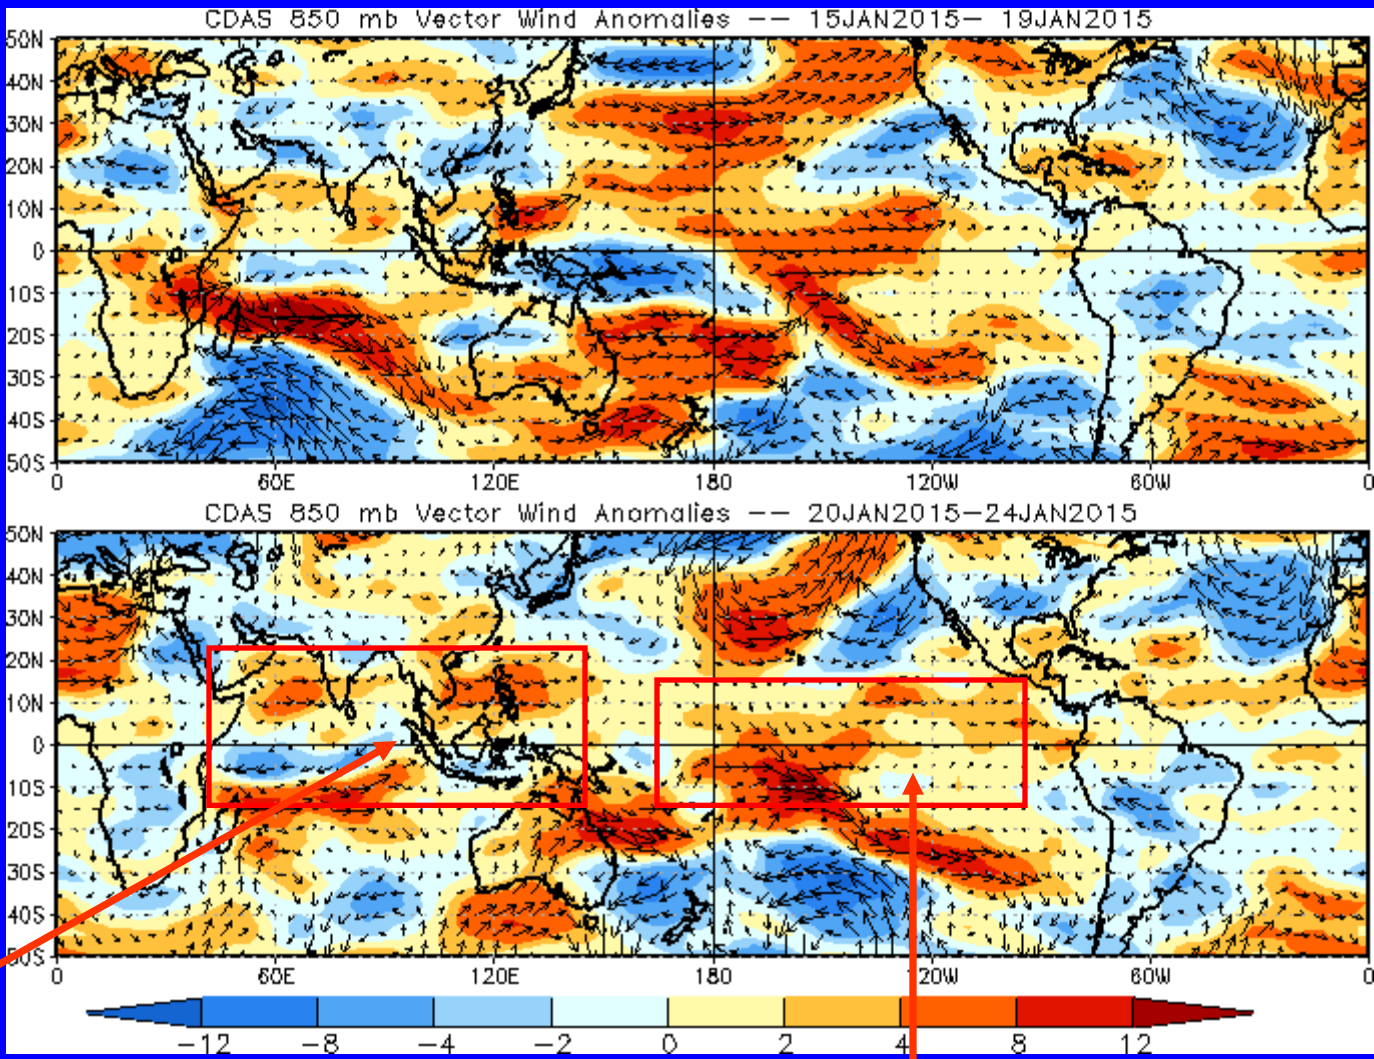 CDAS 850 mb Vector Wind Anomalies -- 15JAN2015- 19JAN2015
50N
40N
30N
20N
10N
0
10S
20S
30S
40S
50S
0 60E 120E 180 120W 60W 0
CDAS 850 mb Vector Wind Anomalies -- 20JAN2015-24JAN2015
50N
40N
30N
20N
10N
0
10S
20S
30S
40S
50S
0 60E 120E 180 120W 60W 0
-12 -8 -4 -2 0 2 4 8 12